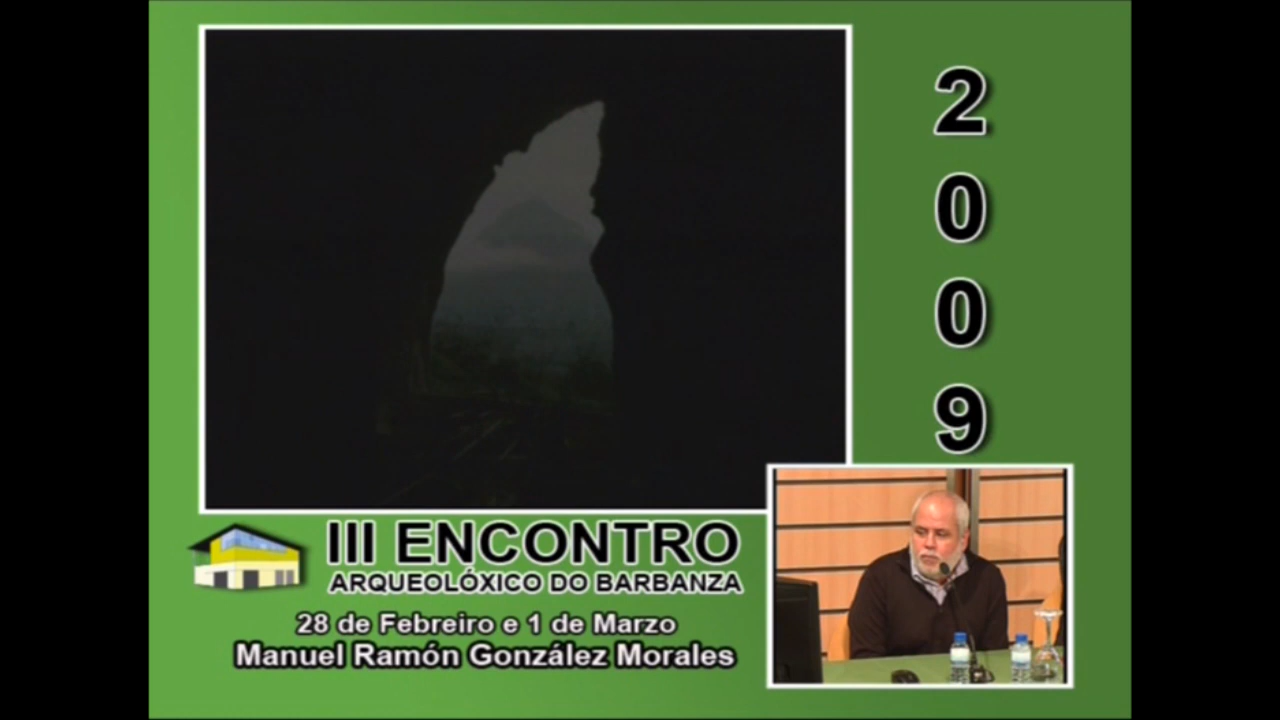 2
0
0
9
III ENCONTRO
ARQUEOLÓXICO DO BARBANZA
28 de Febreiro e 1 de Marzo
Manuel Ramón González Morales